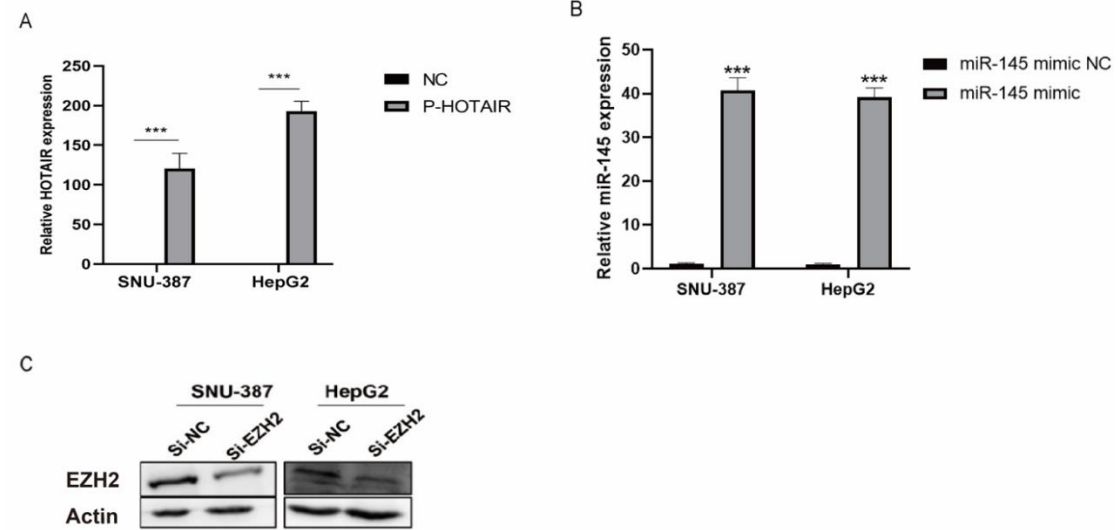 A
Relative HOTAIR expression
250
200
150
100
50
0
***
***
SNU-387
HepG2
NC
P-HOTAIR
B
Relative miR-145 expression
50
40
30
20
10
0
***
***
SNU-387
HepG2
miR-145 mimic NC
miR-145 mimic
C
SNU-387
HepG2
Si-NC
Si-EZH2
Si-NC
Si-EZH2
EZH2
Actin